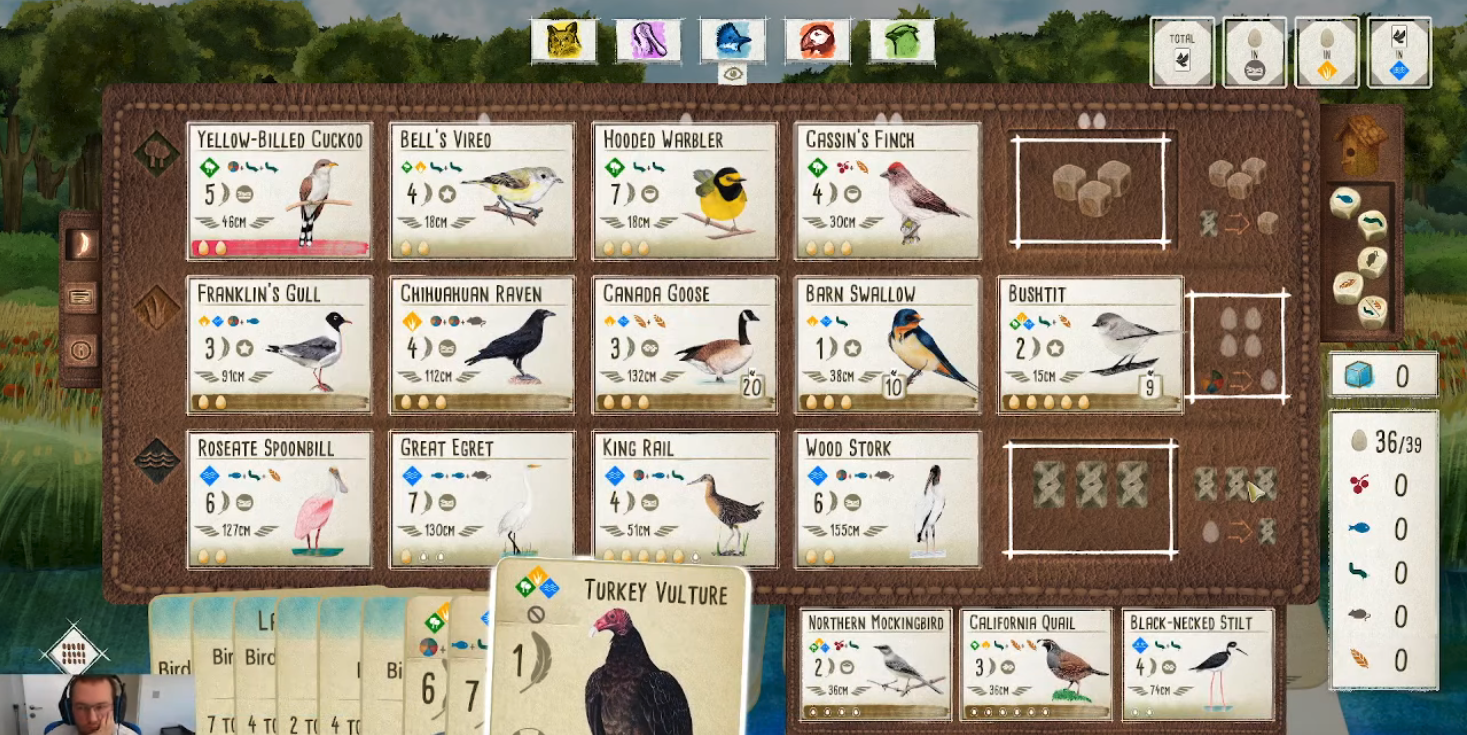 TOTAL
IN
IN
IN
YELLOW-BILLED CUCKOO
5
46CM
BELL'S VIREO
4
18CM
HOODED WARBLER
7
18CM
CASSIN'S FINCH
4
30CM
FRANKLIN'S GULL
3
91CM
CHIHUAHUAN RAVEN
4
112CM
CANADA GOOSE
3
132CM
20
BARN SWALLOW
1
38CM
10
BUSHTIT
2
15CM
9
ROSEATE SPOONBILL
6
127CM
GREAT EGRET
7
130CM
KING RAIL
4
51CM
WOOD STORK
6
155CM
0
36/39
0
0
0
0
0
TURKEY VULTURE
1
NORTHERN MOCKINGBIRD
2
36CM
CALIFORNIA QUAIL
3
36CM
BLACK-NECKED STILT
4
74CM
Bird
Bir
Bird
Bi
6
7